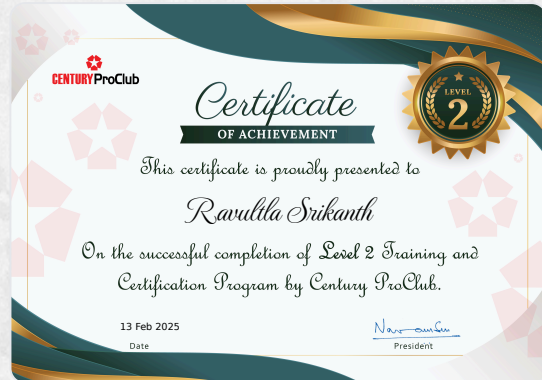 CENTURY ProClub
Certificate
OF ACHIEVEMENT
LEVEL
2
This certificate is proudly presented to
Ravultla Srikanth
On the successful completion of Level 2 Training and
Certification Program by Century ProClub.
13 Feb 2025
Date
President